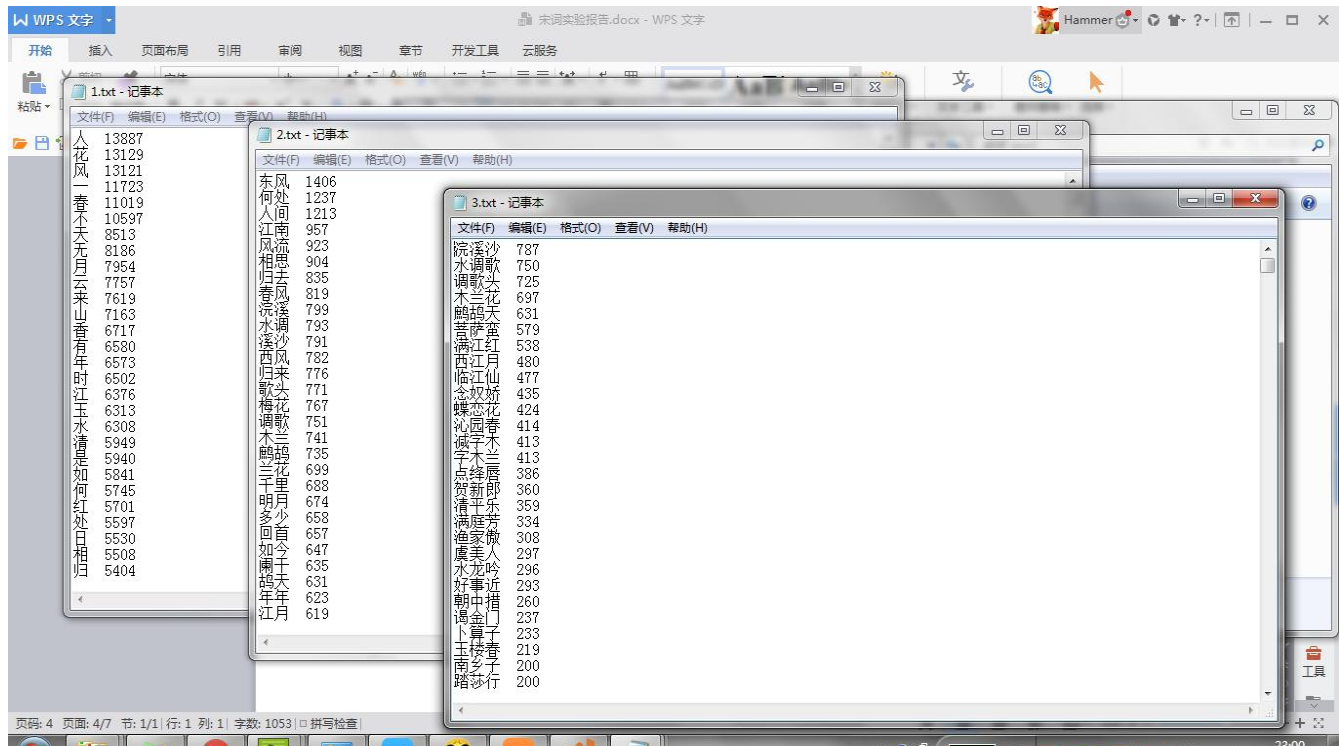 WPS 文字
宋词实验报告.docx - WPS 文字
Hammer
开始 插入 页面布局 引用 审阅 视图 章节 开发工具 云服务
粘贴
1.txt - 记事本
文件(F) 编辑(E) 格式(O) 查看(V) 帮助(H)
人 13887
花 13129
风 13121
一 11723
春 11019
不 10597
天 8513
无 8186
月 7954
云 7757
来 7619
山 7163
香 6717
有 6580
年 6573
时 6502
江 6376
玉 6313
水 6308
清 5949
是 5940
如 5841
何 5745
红 5701
处 5597
日 5530
相 5508
归 5404
2.txt - 记事本
文件(F) 编辑(E) 格式(O) 查看(V) 帮助(H)
东风 1406
何处 1237
人间 1213
江南 957
风流 923
相思 904
归去 835
春风 819
浣溪 799
水调 793
溪沙 791
西风 782
归来 776
歌头 771
梅花 767
调歌 751
木兰 741
鹧鸪 735
兰花 699
千里 688
明月 674
多少 658
回首 657
如今 647
阑干 635
鸪天 631
年年 623
江月 619
3.txt - 记事本
文件(F) 编辑(E) 格式(O) 查看(V) 帮助(H)
浣溪沙 787
水调歌 750
调歌头 725
木兰花 697
鹧鸪天 631
菩萨蛮 579
满江红 538
西江月 480
临江仙 477
念奴娇 435
蝶恋花 424
沁园春 414
减字木 413
字木兰 413
点绛唇 386
贺新郎 360
清平乐 359
满庭芳 334
渔家傲 308
虞美人 297
水龙吟 296
好事近 293
朝中措 260
谒金门 237
卜算子 233
玉楼春 219
南乡子 200
踏莎行 200
工具
页码: 4 页面: 4/7 节: 1/1 行: 1 列: 1 字数: 1053 拼写检查
23:00